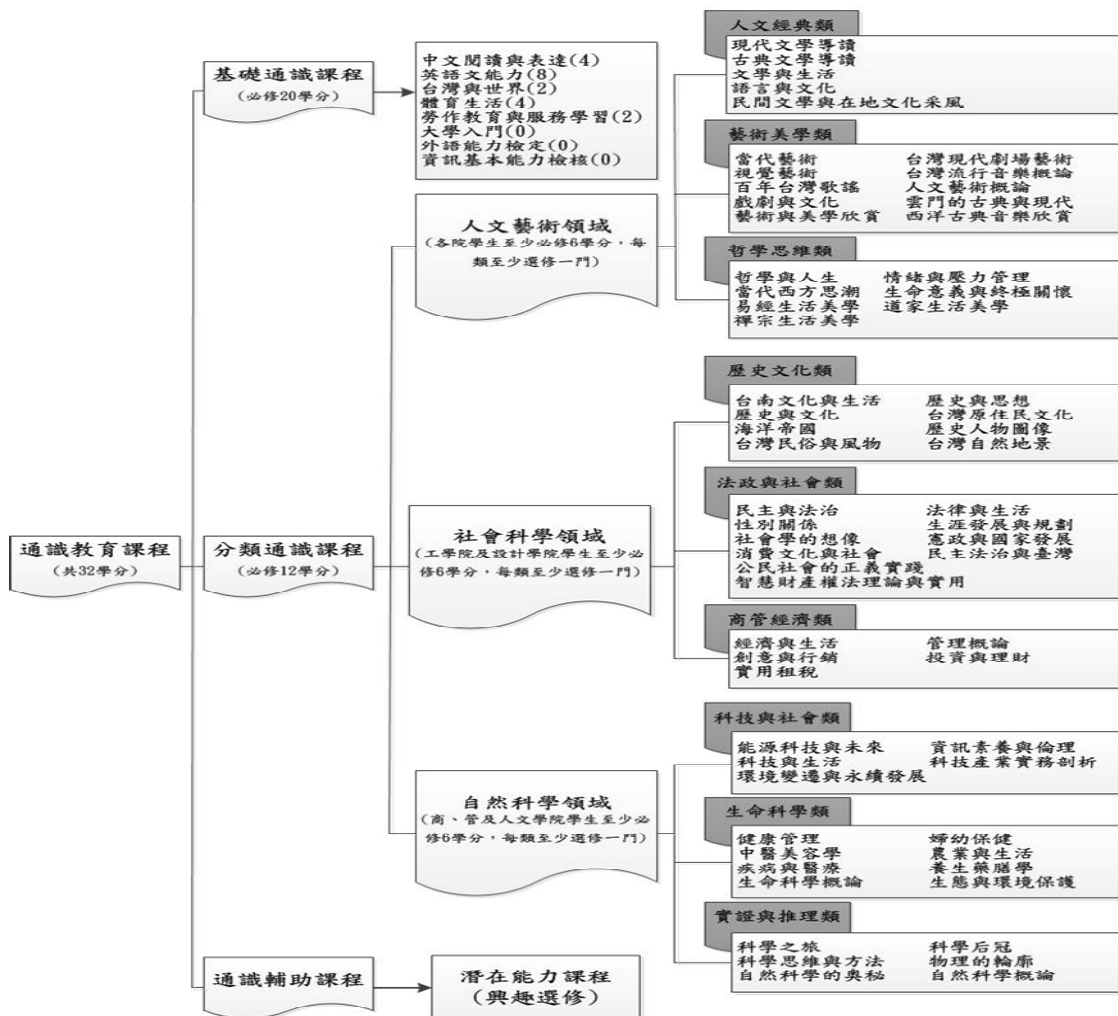 通識教育課程
(共32學分)
基礎通識課程
(必修20學分)
中文閱讀與表達(4)
英語文能力(8)
台灣與世界(2)
體育生活(4)
勞作教育與服務學習(2)
大學入門(0)
外語能力檢定(0)
資訊基本能力檢核(0)
分類通識課程
(必修12學分)
人文藝術領域
(各院學生至少必修6學分，每
類至少選修一門)
人文經典類
現代文學導讀
古典文學導讀
文學與生活
語言與文化
民間文學與在地文化采風
藝術美學類
當代藝術 台灣現代劇場藝術
視覺藝術 台灣流行音樂概論
百年台灣歌謠 人文藝術概論
戲劇與文化 雲門的古典與現代
藝術與美學欣賞 西洋古典音樂欣賞
哲學思維類
哲學與人生 情緒與壓力管理
當代西方思潮 生命意義與終極關懷
易經生活美學 道家生活美學
禪宗生活美學
社會科學領域
(工學院及設計學院學生至少必
修6學分，每類至少選修一門)
歷史文化類
台南文化與生活 歷史與思想
歷史與文化 台灣原住民文化
海洋帝國 歷史人物圖像
台灣民俗與風物 台灣自然地景
法政與社會類
民主與法治 法律與生活
性別關係 生涯發展與規劃
社會學的想像 憲政與國家發展
消費文化與社會 民主法治與臺灣
公民社會的正義實踐
智慧財產權法理論與實用
商管經濟類
經濟與生活 管理概論
創意與行銷 投資與理財
實用租稅
自然科學領域
(商、管及人文學院學生至少必
修6學分，每類至少選修一門)
科技與社會類
能源科技與未來 資訊素養與倫理
科技與生活 科技產業實務剖析
環境變遷與永續發展
生命科學類
健康管理 婦幼保健
中醫美容學 農業與生活
疾病與醫療 養生藥膳學
生命科學概論 生態與環境保護
實證與推理類
科學之旅 科學后冠
科學思維與方法 物理的輪廓
自然科學的奧秘 自然科學概論
通識輔助課程
潛在能力課程
(興趣選修)